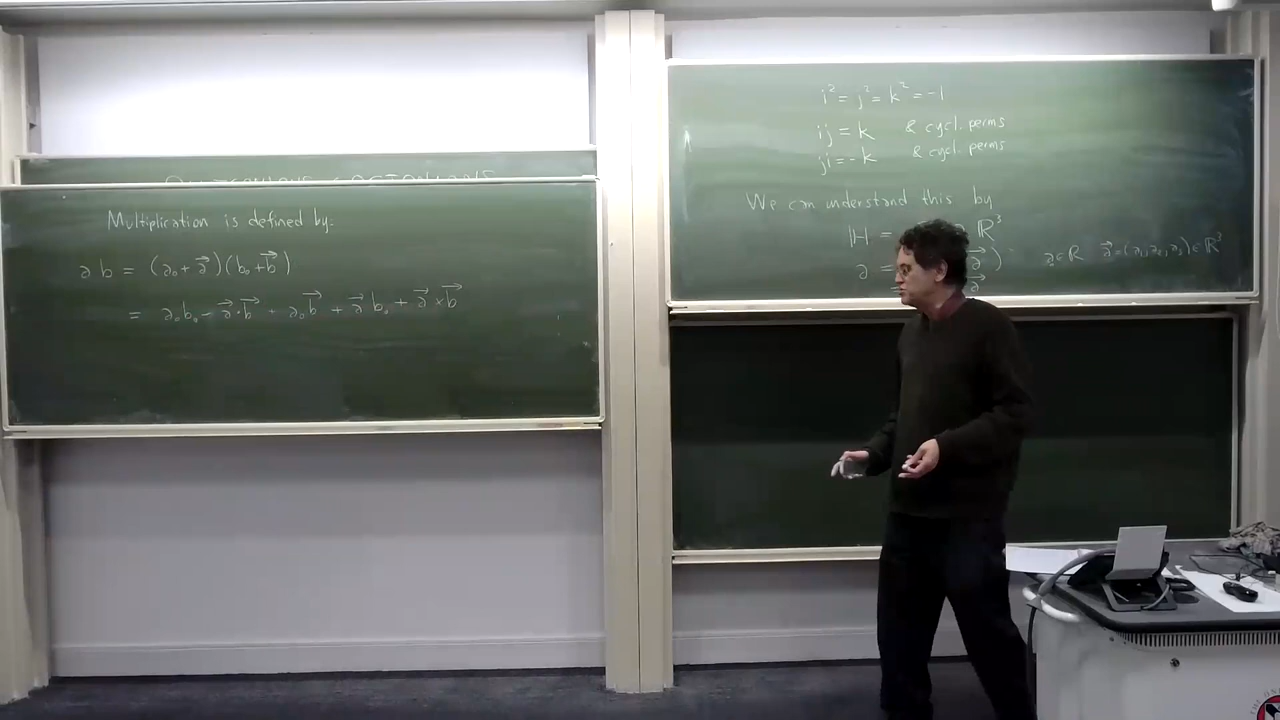 Multiplication is defined by:
a b = (a₀ + a⃗)(b₀ + b⃗)
= a₀b₀ - a⃗·b⃗ + a₀b⃗ + a⃗b₀ + a⃗×b⃗
i² = j² = k² = -1
ij = k & cycl. perms
ji = -k & cycl. perms
We can understand this by
ℍ = ℝ³
a = a⃗) a₀∈ℝ a⃗=(a₁,a₂,a₃)∈ℝ³
= a⃗